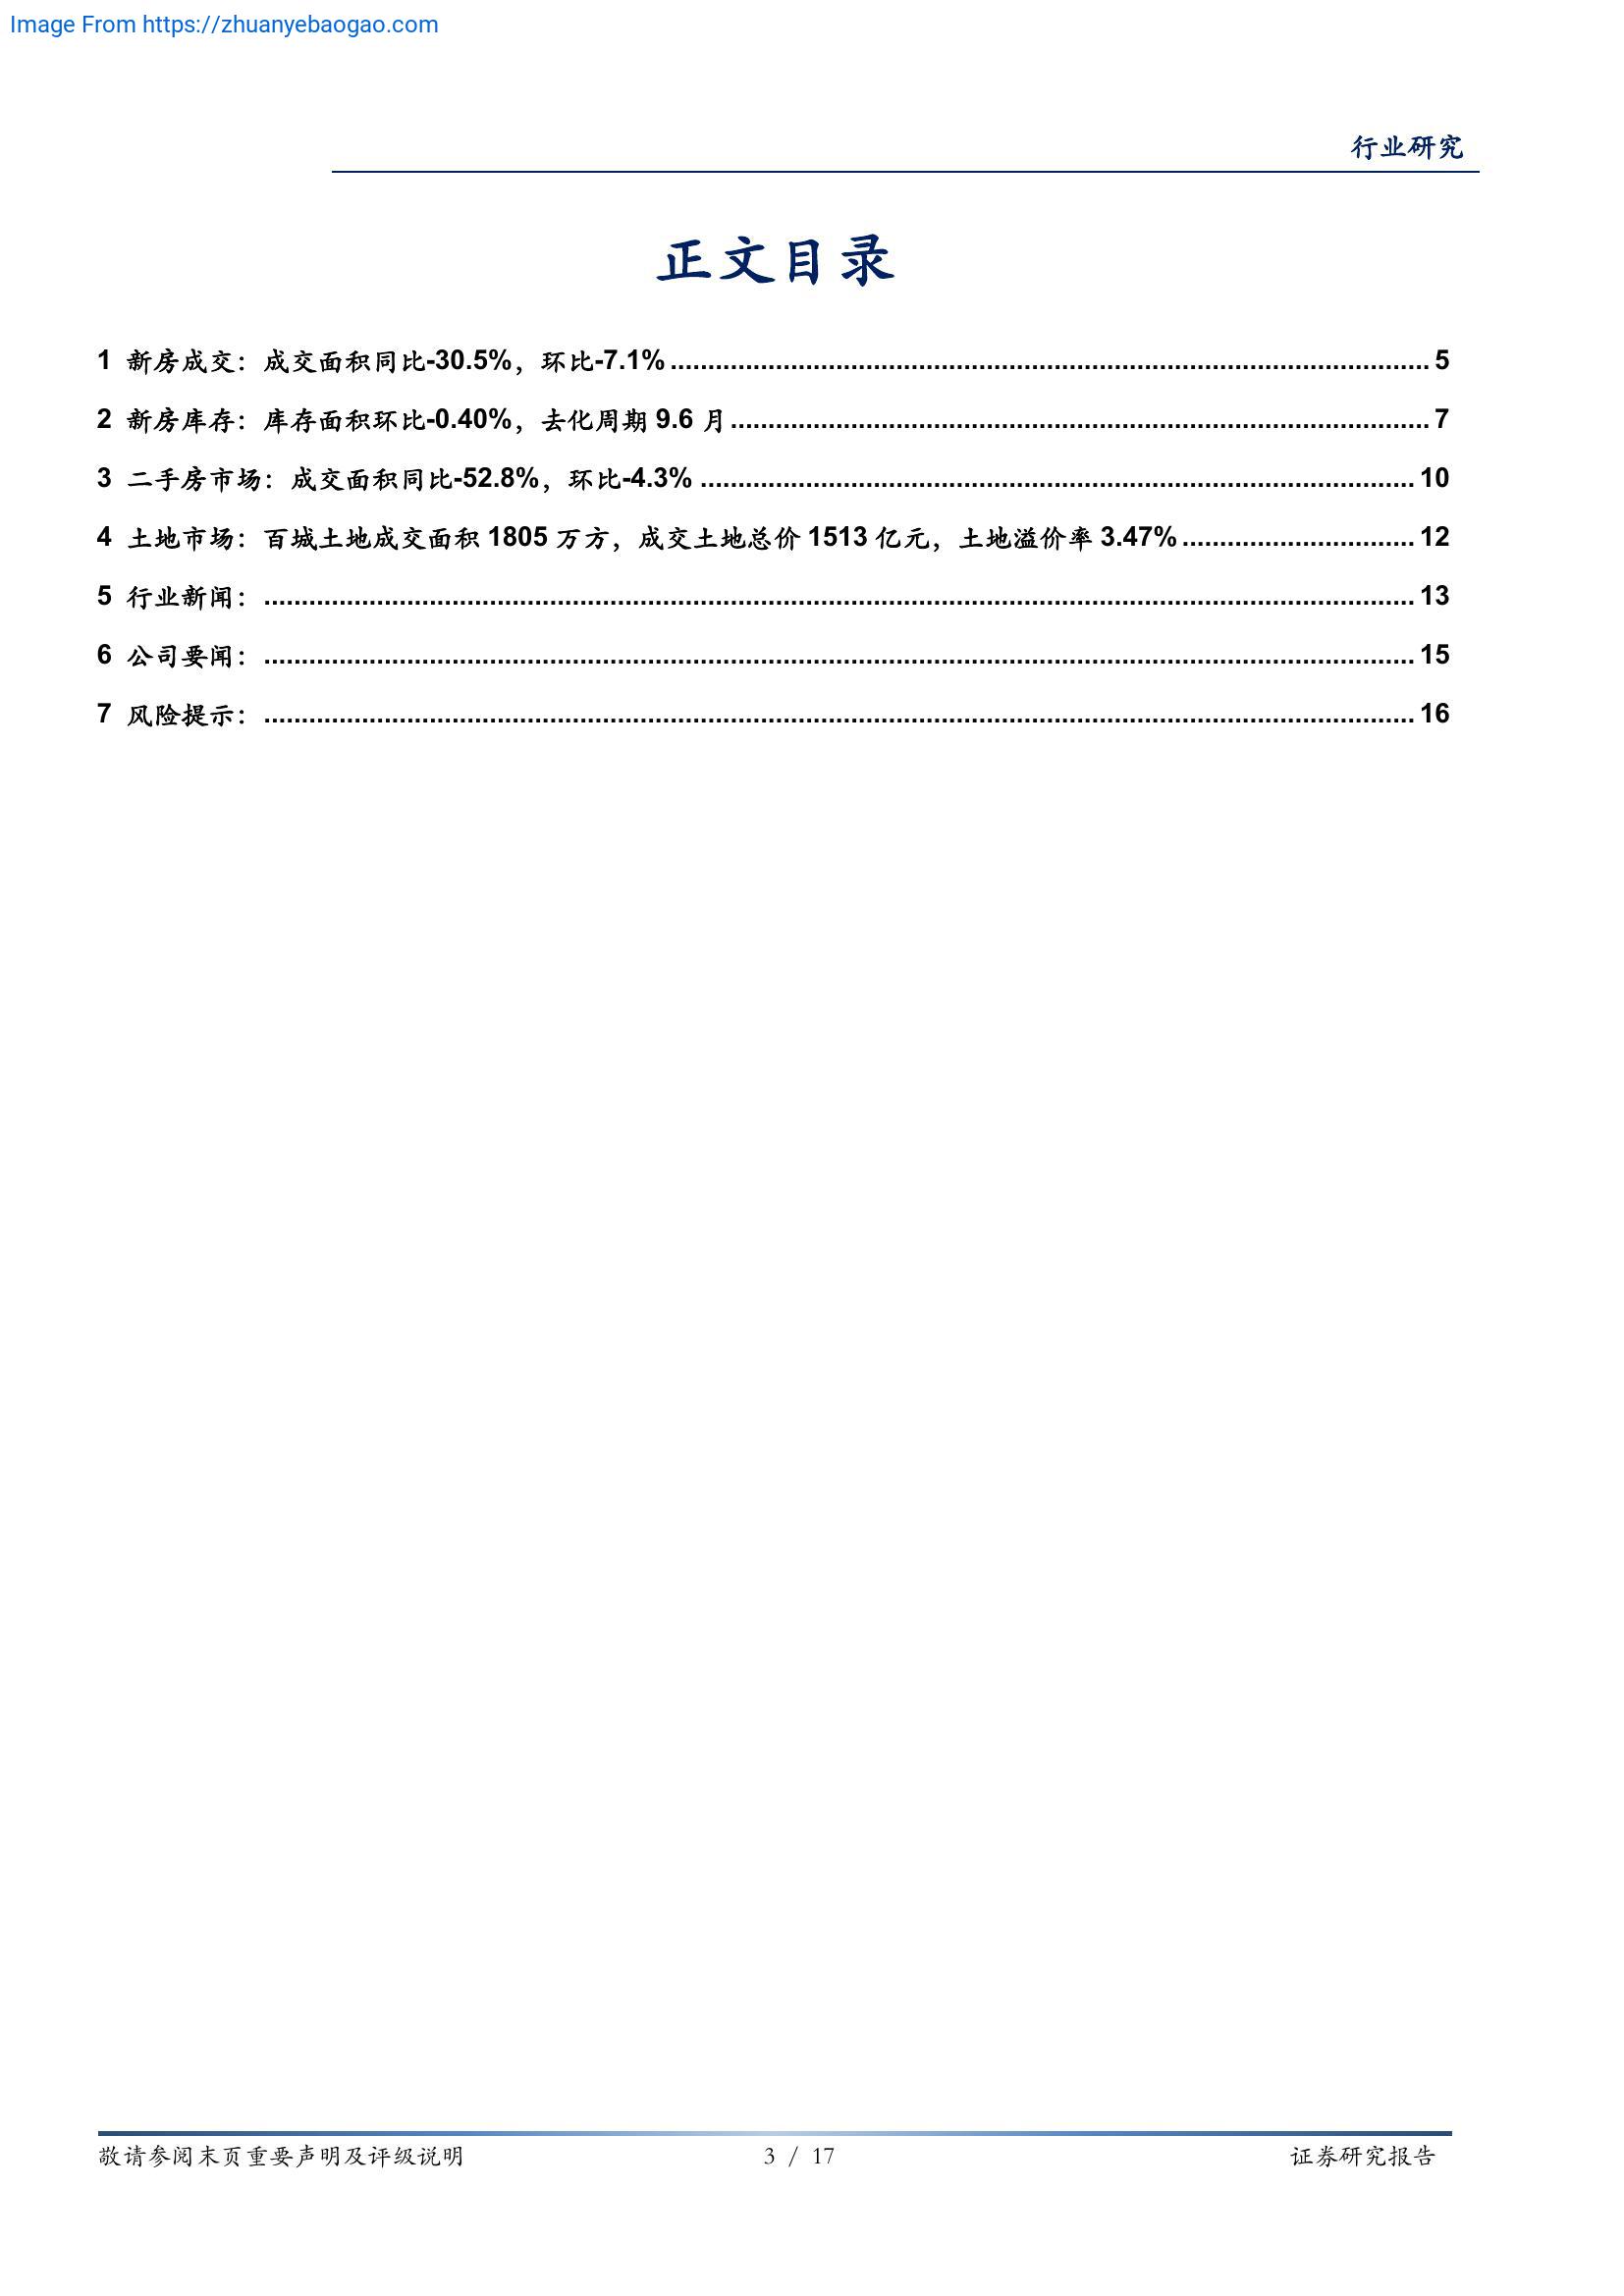 Image From https://zhuanyebaogao.com
行业研究
正文目录
1 新房成交：成交面积同比-30.5%，环比-7.1% 5
2 新房库存：库存面积环比-0.40%，去化周期 9.6 月 7
3 二手房市场：成交面积同比-52.8%，环比-4.3% 10
4 土地市场：百城土地成交面积 1805 万方，成交土地总价 1513 亿元，土地溢价率 3.47% 12
5 行业新闻： 13
6 公司要闻： 15
7 风险提示： 16
敬请参阅末页重要声明及评级说明 3 / 17 证券研究报告